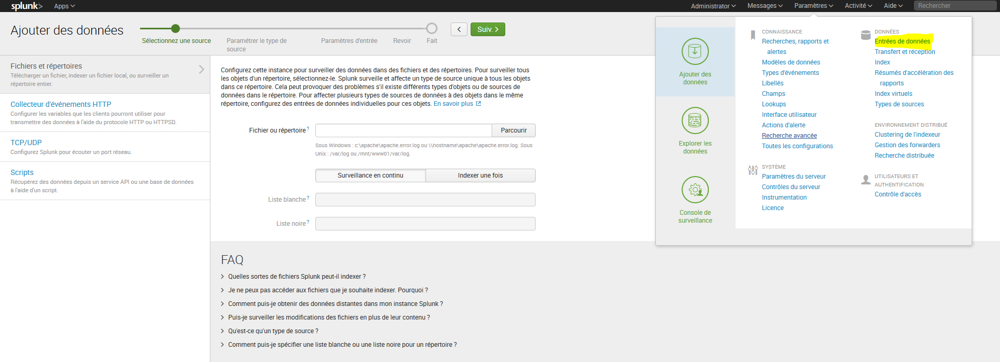 splunk> Apps
Administrator Messages Paramètres Activité Aide Rechercher
Ajouter des données
Sélectionnez une source
Paramétrer le type de
source
Paramètres d'entrée
Revoir
Fait
< Suiv. >
Fichiers et répertoires
Télécharger un fichier, indexer un fichier local, ou surveiller un
répertoire entier.
Collecteur d'événements HTTP
Configurer les variables que les clients pourront utiliser pour
transmettre des données à l'aide du protocole HTTP ou HTTPSD.
TCP/UDP
Configurez Splunk pour écouter un port réseau.
Scripts
Récupérez des données depuis un service API ou une base de données
à l'aide d'un script.
Configurez cette instance pour surveiller des données dans des fichiers et des répertoires. Pour surveiller tous
les objets d'un répertoire, sélectionnez-le. Splunk surveille et affecte un type de source unique à tous les objets
dans ce répertoire. Cela peut provoquer des problèmes s'il existe différents types d'objets ou de sources de
données dans le répertoire. Pour affecter plusieurs types de sources de données à des objets dans le même
répertoire, configurez des entrées de données individuelles pour ces objets. En savoir plus
Fichier ou répertoire ? Parcourir
Sous Windows : c:\apache\apache.error.log ou \\hostname\apache\apache.error.log. Sous
Unix : /var/log ou /mnt/www01/var/log.
Surveillance en continu Indexer une fois
Liste blanche ?
Liste noire ?
FAQ
> Quelles sortes de fichiers Splunk peut-il indexer ?
> Je ne peux pas accéder aux fichiers que je souhaite indexer. Pourquoi ?
> Comment puis-je obtenir des données distantes dans mon instance Splunk ?
> Puis-je surveiller les modifications des fichiers en plus de leur contenu ?
> Qu'est-ce qu'un type de source ?
> Comment puis-je spécifier une liste blanche ou une liste noire pour un répertoire ?
Ajouter des
données
Explorer les
données
Console de
surveillance
CONNAISSANCE
Recherches, rapports et
alertes
Modèles de données
Types d'événements
Libellés
Champs
Lookups
Interface utilisateur
Actions d'alerte
Recherche avancée
Toutes les configurations
SYSTÈME
Paramètres du serveur
Contrôles du serveur
Instrumentation
Licence
DONNÉES
Entrées de données
Transfert et réception
Index
Résumés d'accélération des
rapports
Index virtuels
Types de sources
ENVIRONNEMENT DISTRIBUÉ
Clustering de l'indexeur
Gestion des forwarders
Recherche distribuée
UTILISATEURS ET
AUTHENTIFICATION
Contrôle d'accès